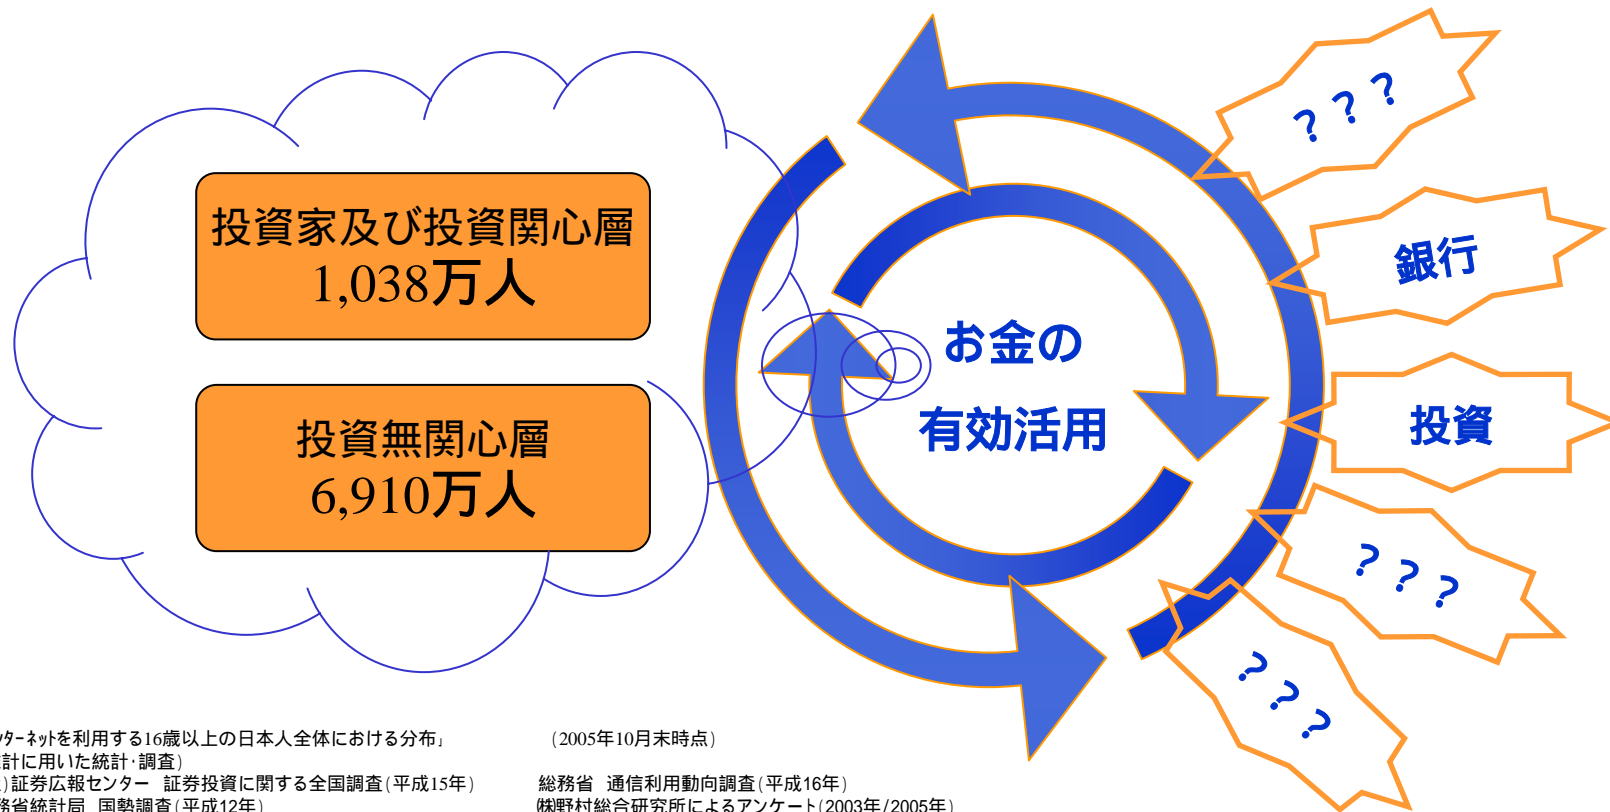 投資家及び投資関心層
1,038万人
投資無関心層
6,910万人
お金の
有効活用
？？？
銀行
投資
？？？
？？？
ﾝﾀｰﾈｯﾄを利用する16歳以上の日本人全体における分布」 (2005年10月末時点)
計に用いた統計･調査)
)証券広報センター 証券投資に関する全国調査(平成15年) 総務省 通信利用動向調査(平成16年)
務省統計局 国勢調査(平成12年) ㈱野村総合研究所によるアンケート(2003年/2005年)